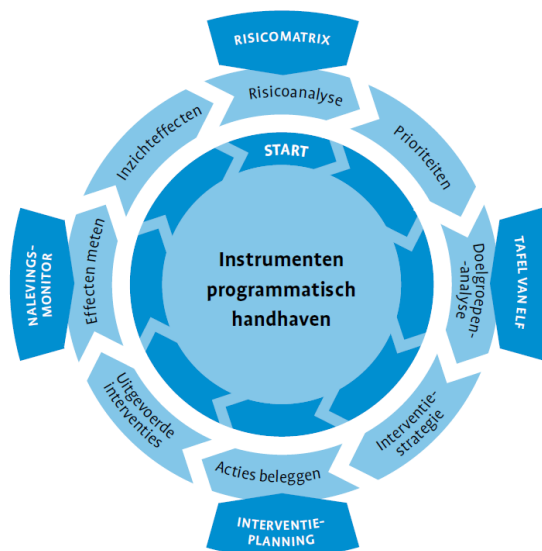 RISICOMATRIX
Risicoanalyse
START
Prioriteiten
TAFEL VAN ELF
Doelgroepen-
-analyse
Interventie-
strategie
Acties beleggen
INTERVENTIE-
PLANNING
Uitgevoerde
interventies
Effecten meten
NALEVINGS-
MONITOR
Inzichteffecten
Instrumenten
programmatisch
handhaven